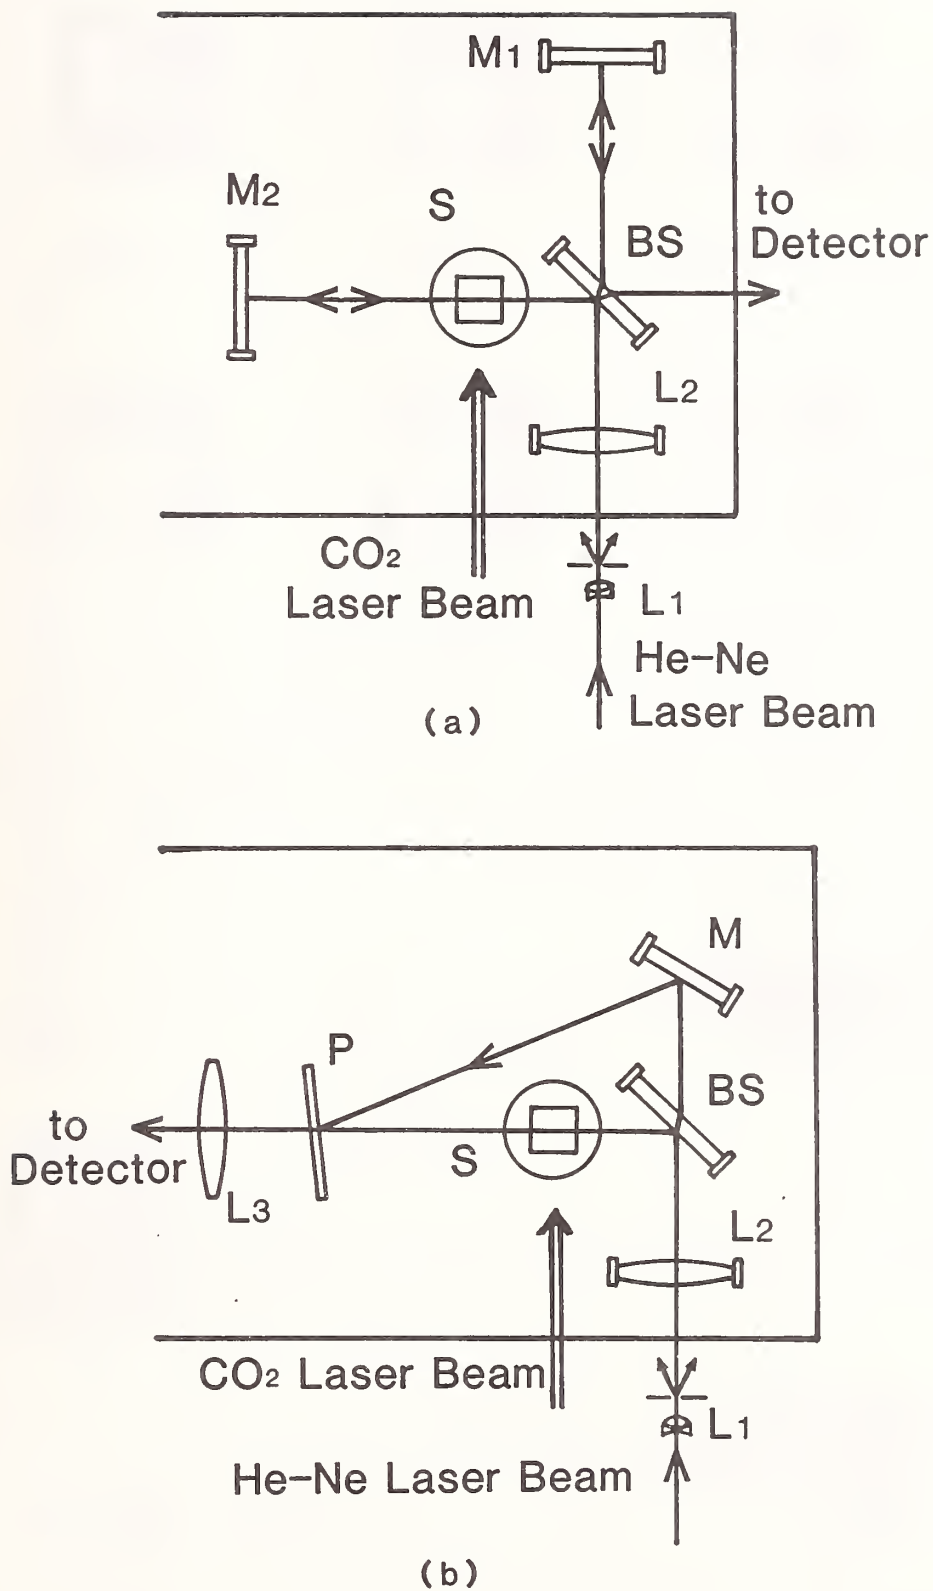 M1
M2
S
BS
to
Detector
L2
CO2
Laser Beam
L1
He-Ne
Laser Beam
(a)
M
P
BS
to
Detector
S
L3
L2
CO2 Laser Beam
L1
He-Ne Laser Beam
(b)